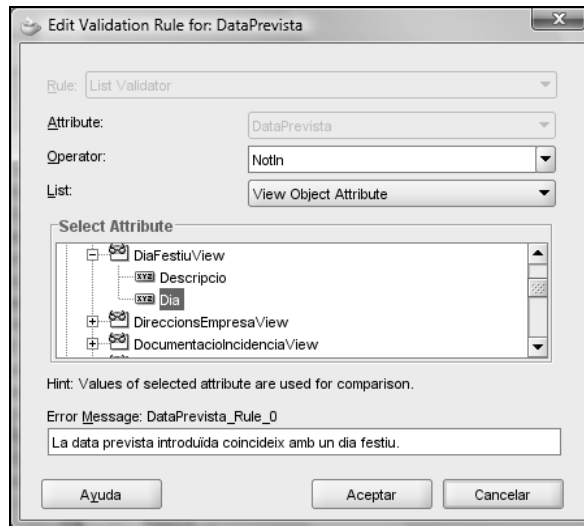 Edit Validation Rule for: DataPrevista
x
Rule: List Validator
Attribute: DataPrevista
Operator: NotIn
List: View Object Attribute
Select Attribute
DiaFestiuView
xyz Descripcio
xyz Dia
DireccionsEmpresaView
DocumentacioIncidenciaView
Hint: Values of selected attribute are used for comparison.
Error Message: DataPrevista_Rule_0
La data prevista introduïda coincideix amb un dia festiu.
Ayuda Aceptar Cancelar